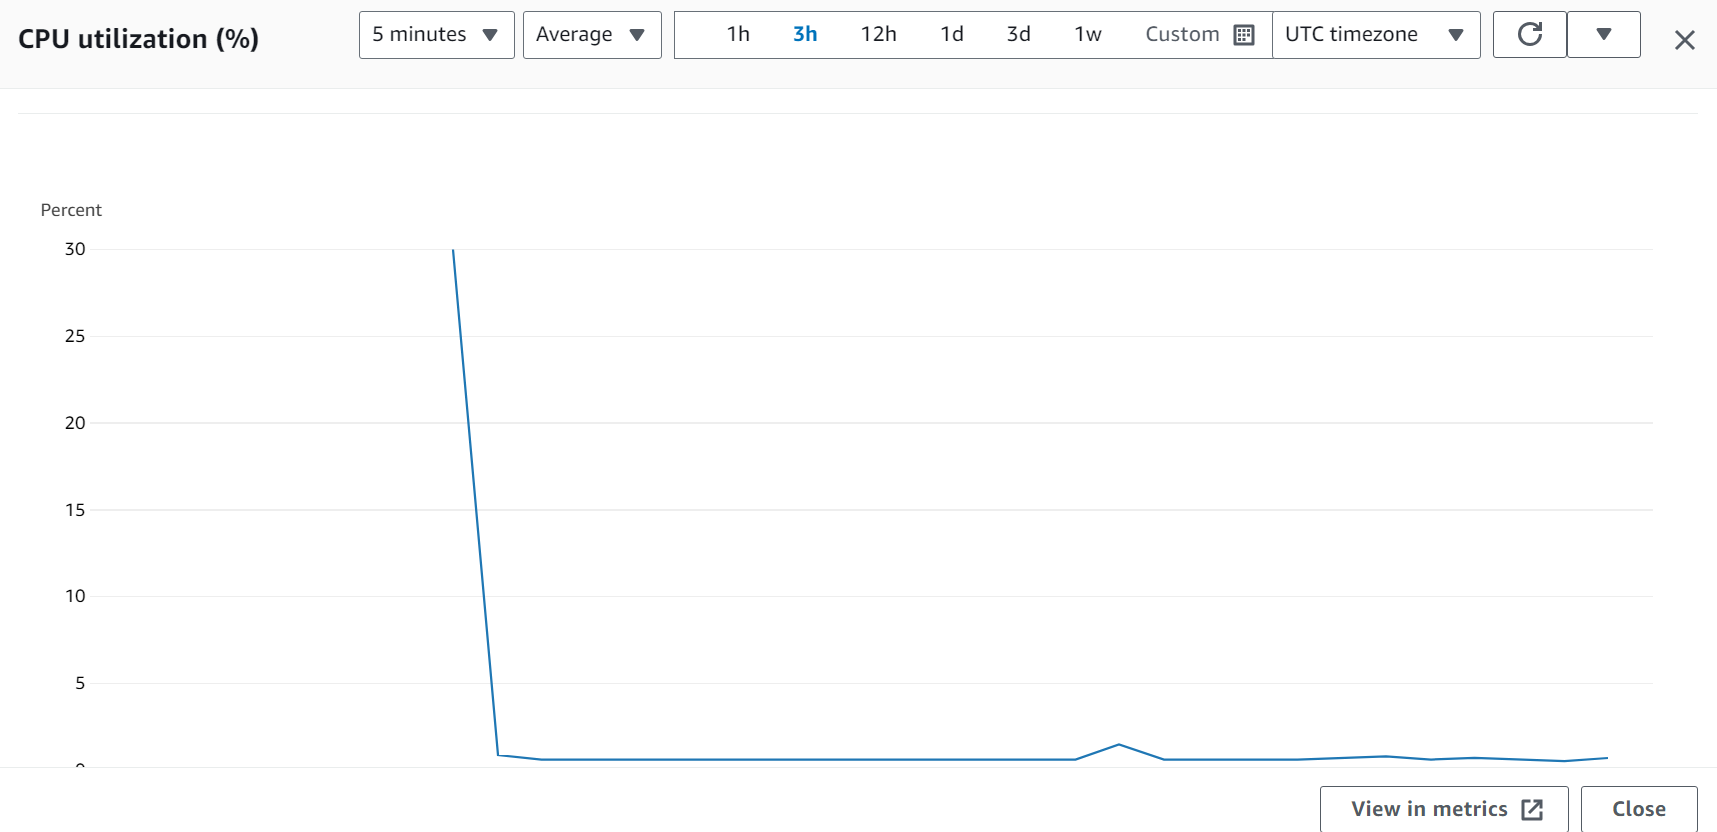 CPU utilization (%)
5 minutes
Average
1h 3h 12h 1d 3d 1w Custom
UTC timezone
Percent
30
25
20
15
10
5
View in metrics
Close